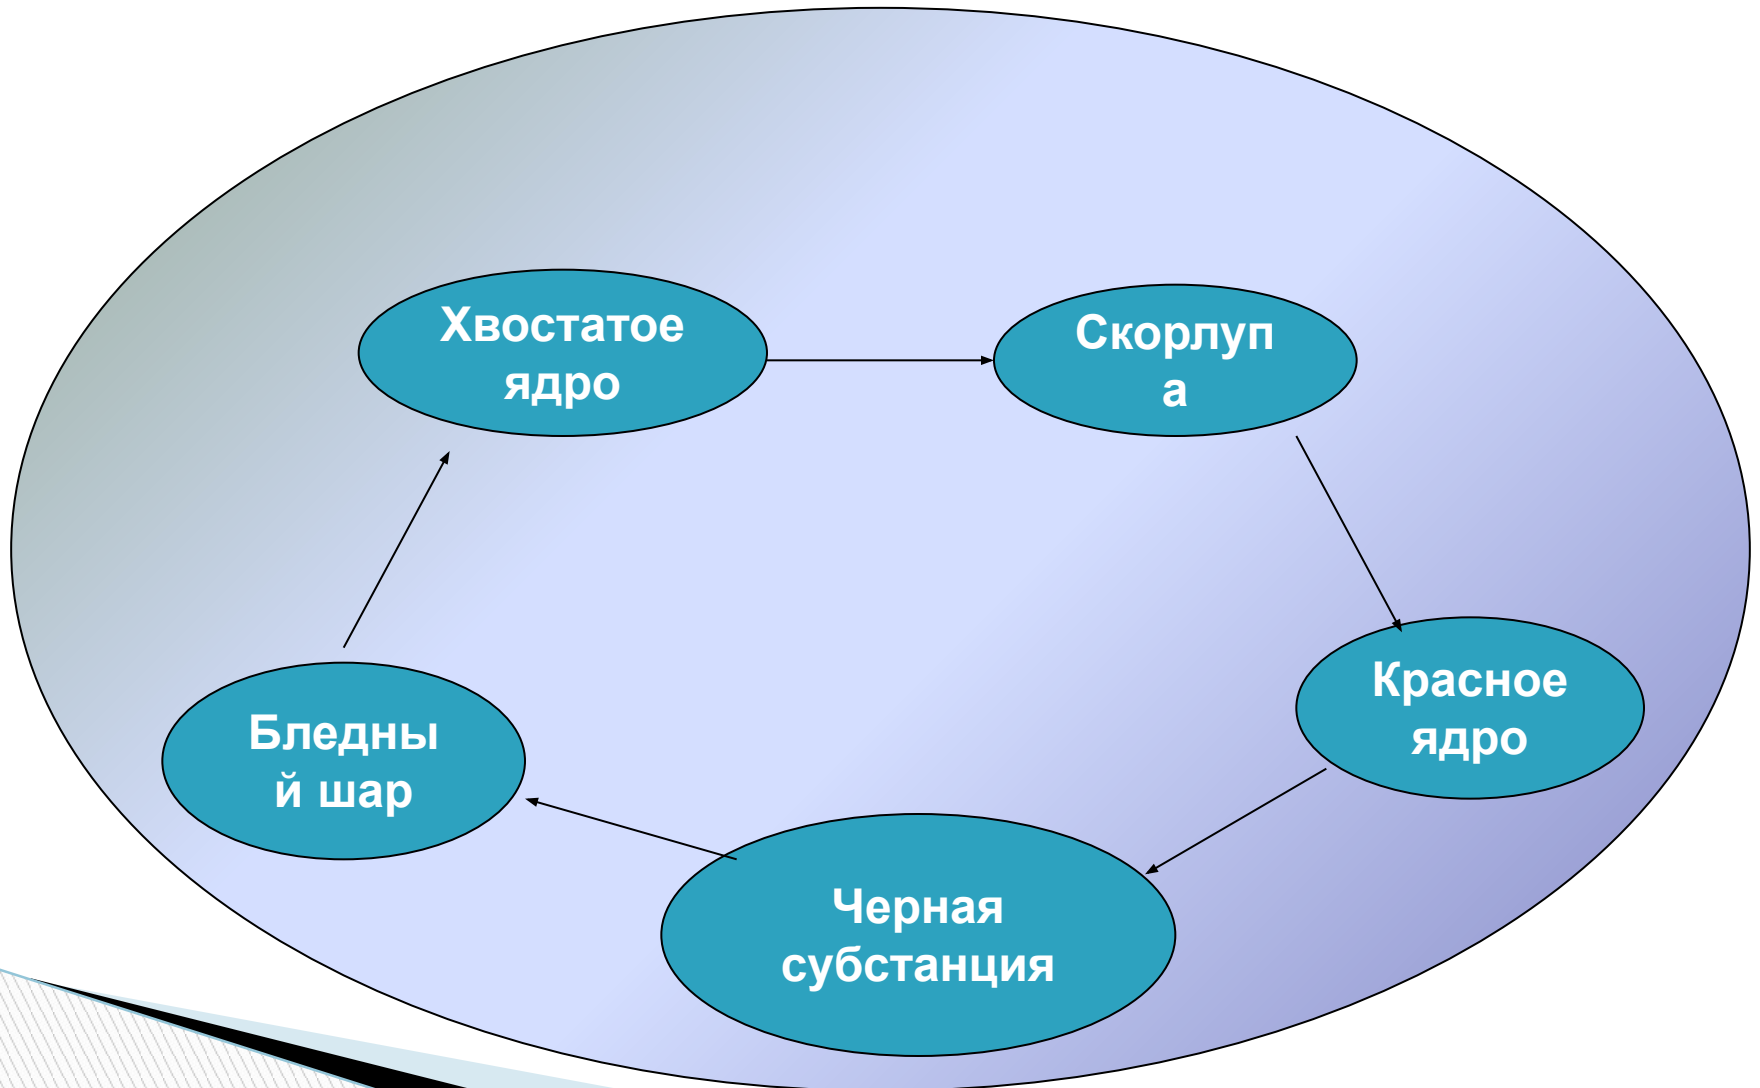 Хвостатое
ядро
Скорлуп
а
Красное
ядро
Черная
субстанция
Бледны
й шар